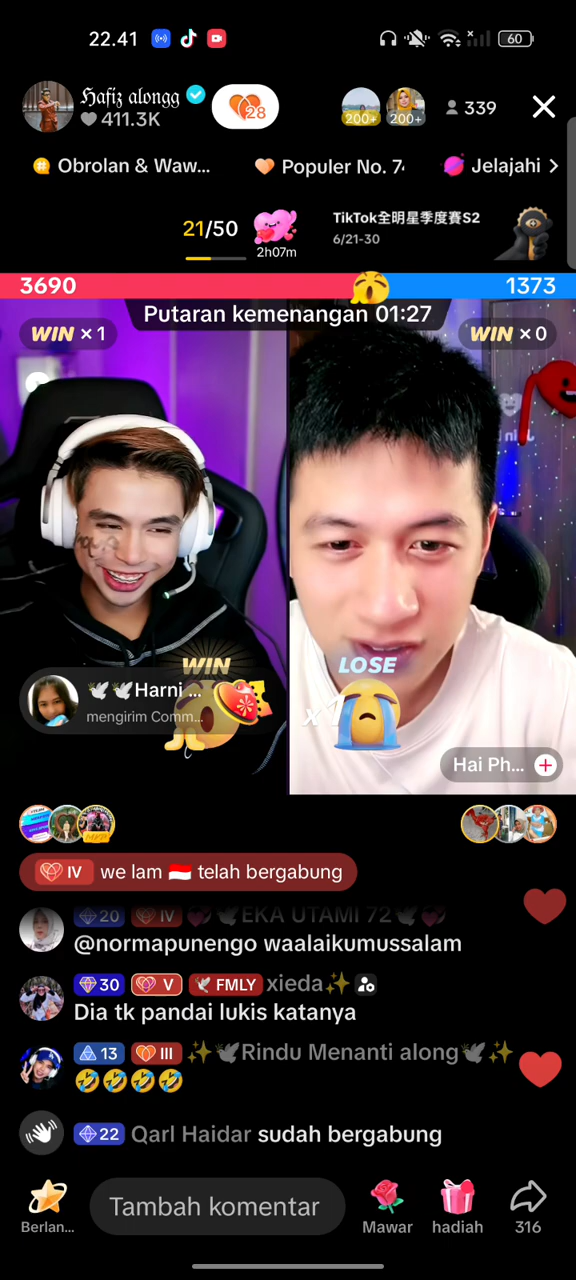 22.41
60
Hafiz alongg
411.3K
28
200+
200+
339
Obrolan & Waw...
Populer No. 74
Jelajahi
21/50
2h07m
TikTok全明星季度賽S2
6/21-30
3690
1373
Putaran kemenangan 01:27
WIN × 1
WIN × 0
WIN
LOSE
x1
Harni ...
mengirim Comm...
Hai Ph...
IV we lam 🇮🇩 telah bergabung
20 IV 💞🕊EKA UTAMI 72🕊💞
@normapunengo waalaikumussalam
30 V FMLY xieda✨
Dia tk pandai lukis katanya
13 III ✨🕊Rindu Menanti along🕊✨
🤣🤣🤣🤣
22 Qarl Haidar sudah bergabung
Berlan...
Tambah komentar
Mawar
hadiah
316